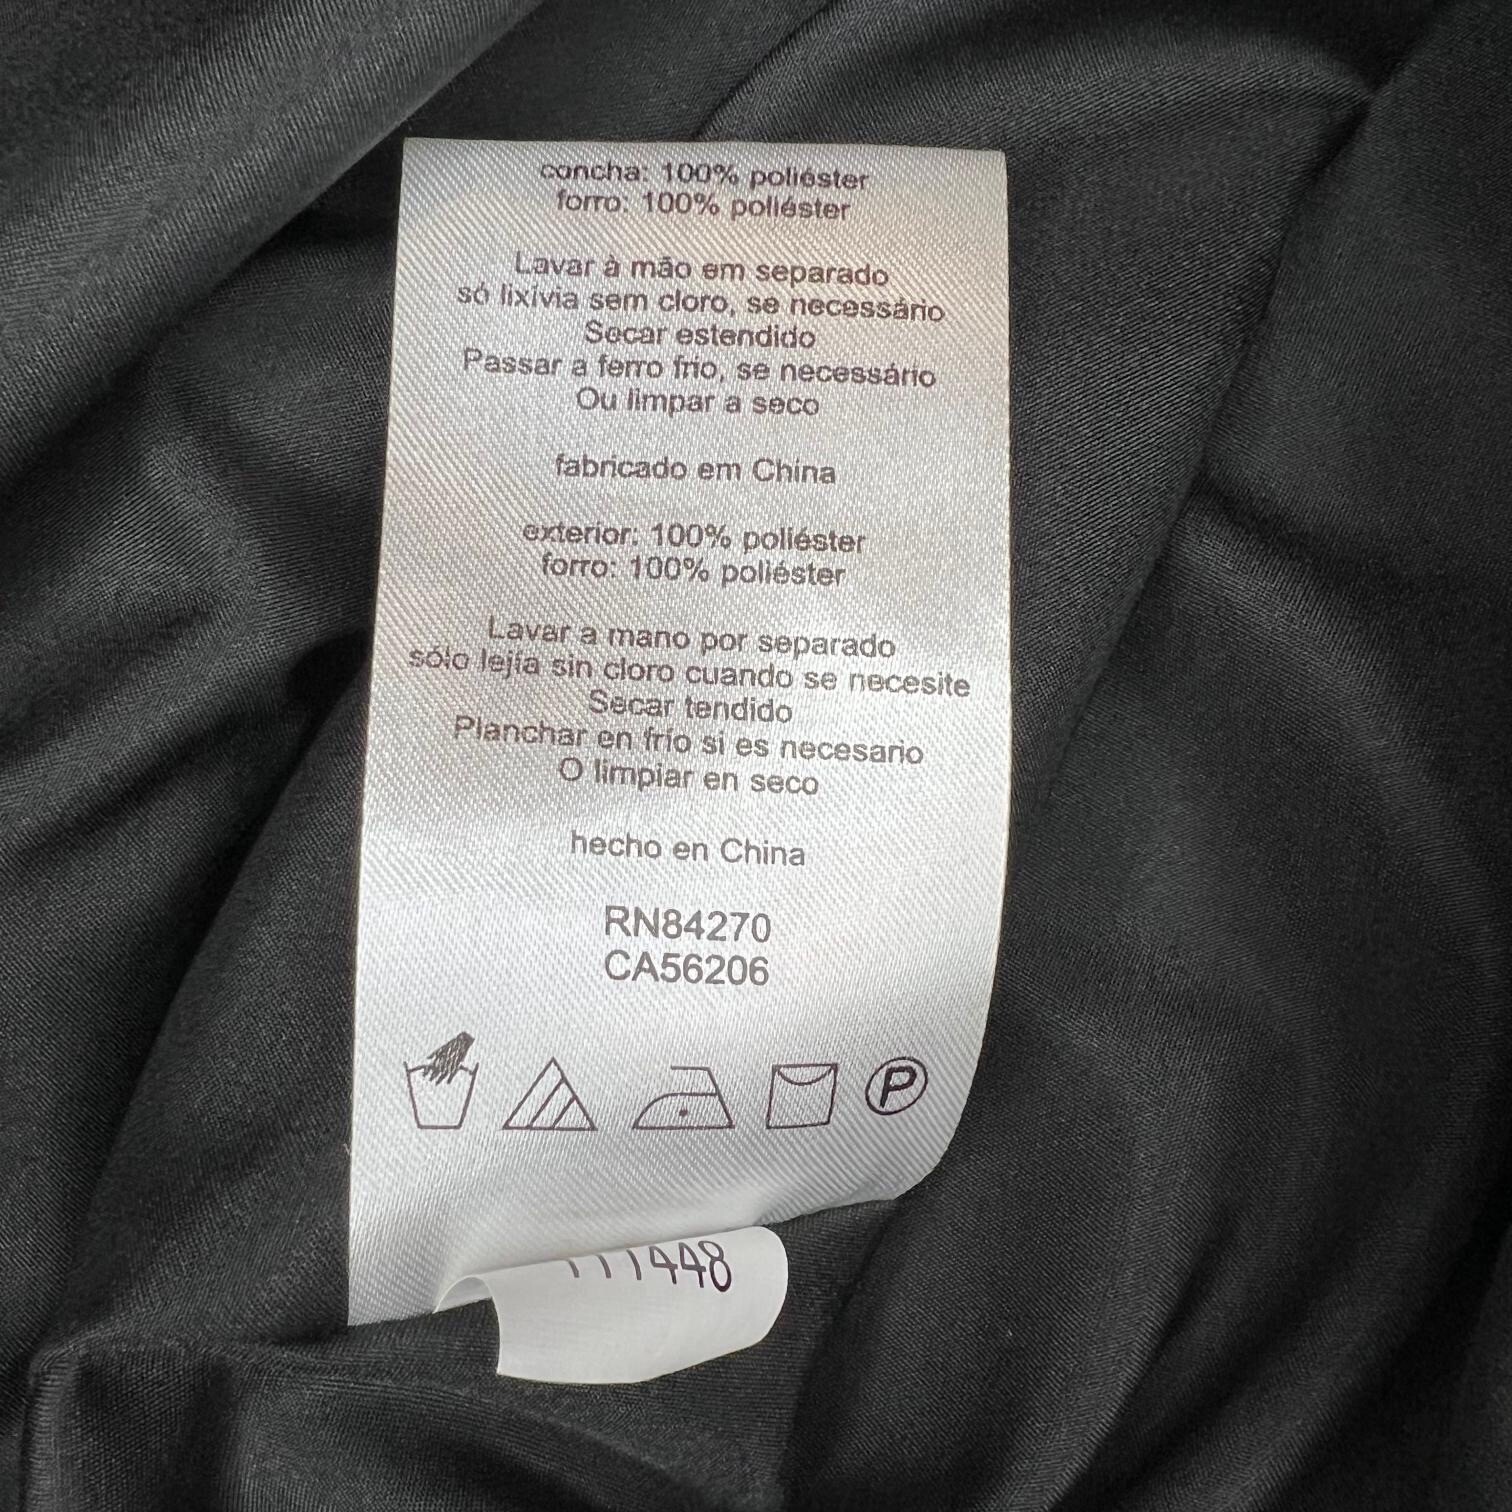 concha: 100% poliéster
forro: 100% poliéster
Lavar à mão em separado
só lixívia sem cloro, se necessário
Secar estendido
Passar a ferro frio, se necessário
Ou limpar a seco
fabricado em China
exterior: 100% poliéster
forro: 100% poliéster
Lavar a mano por separado
sólo lejía sin cloro cuando se necesite
Secar tendido
Planchar en frío si es necesario
O limpiar en seco
hecho en China
RN84270
CA56206
P